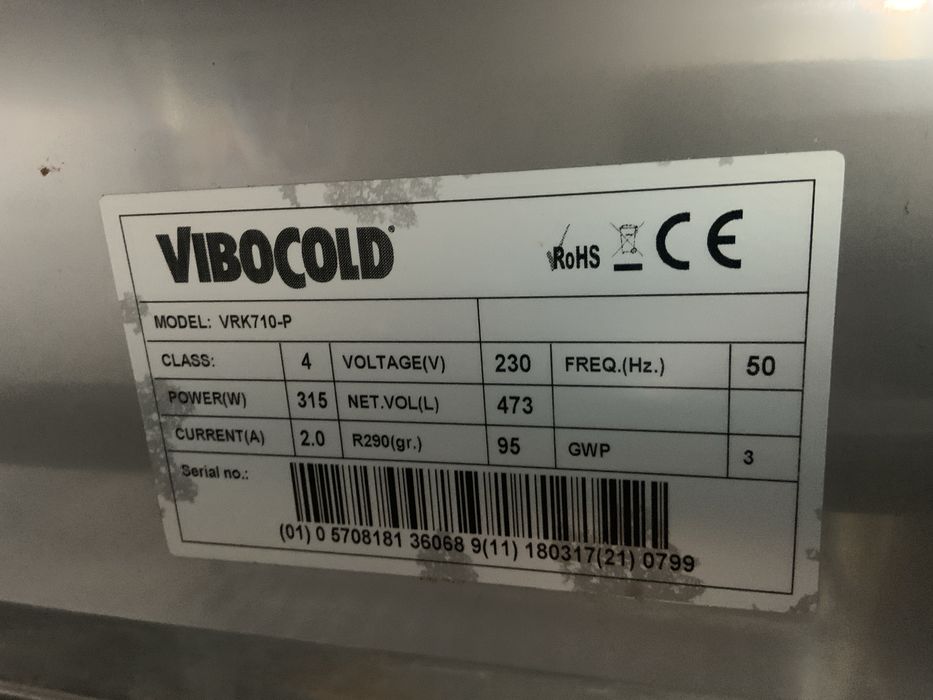 VIBOCOLD®
RoHS CE
MODEL: VRK710-P
CLASS: 4 VOLTAGE(V) 230 FREQ.(Hz.) 50
POWER(W) 315 NET.VOL(L) 473
CURRENT(A) 2.0 R290(gr.) 95 GWP 3
Serial no.:
(01) 0 5708181 36068 9(11) 180317(21) 0799